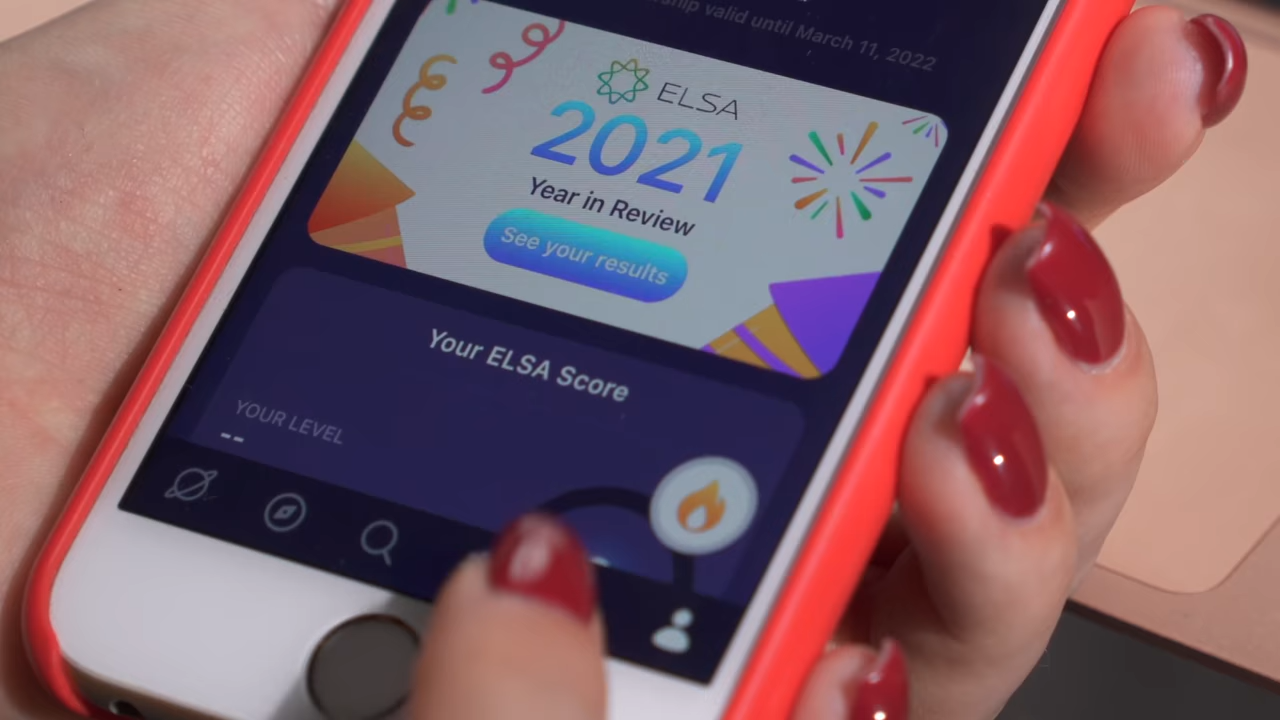 valid until March 11, 2022
ELSA
2021
Year in Review
See your results
Your ELSA Score
YOUR LEVEL
--